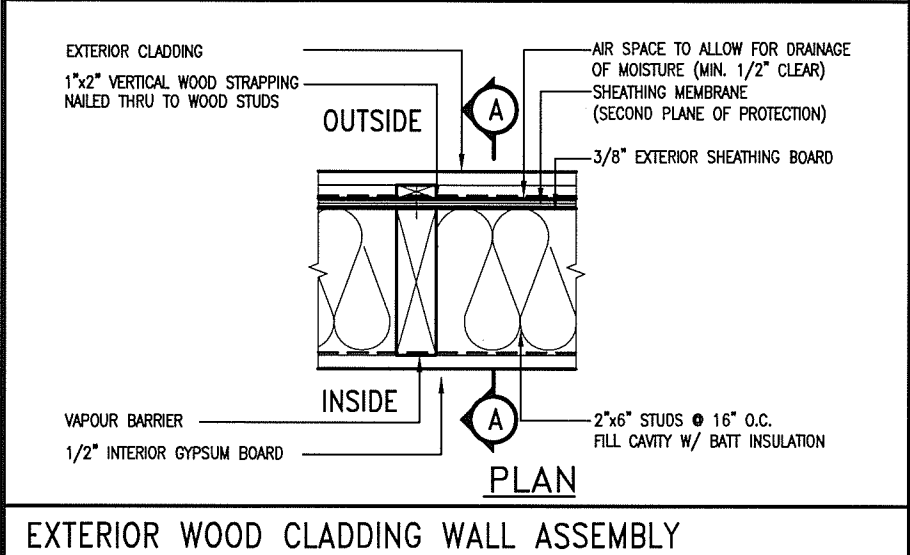 EXTERIOR CLADDING
1"x2" VERTICAL WOOD STRAPPING
NAILED THRU TO WOOD STUDS
OUTSIDE
A
AIR SPACE TO ALLOW FOR DRAINAGE
OF MOISTURE (MIN. 1/2" CLEAR)
SHEATHING MEMBRANE
(SECOND PLANE OF PROTECTION)
3/8" EXTERIOR SHEATHING BOARD
INSIDE
VAPOUR BARRIER
1/2" INTERIOR GYPSUM BOARD
A
2"x6" STUDS @ 16" O.C.
FILL CAVITY W/ BATT INSULATION
PLAN
EXTERIOR WOOD CLADDING WALL ASSEMBLY